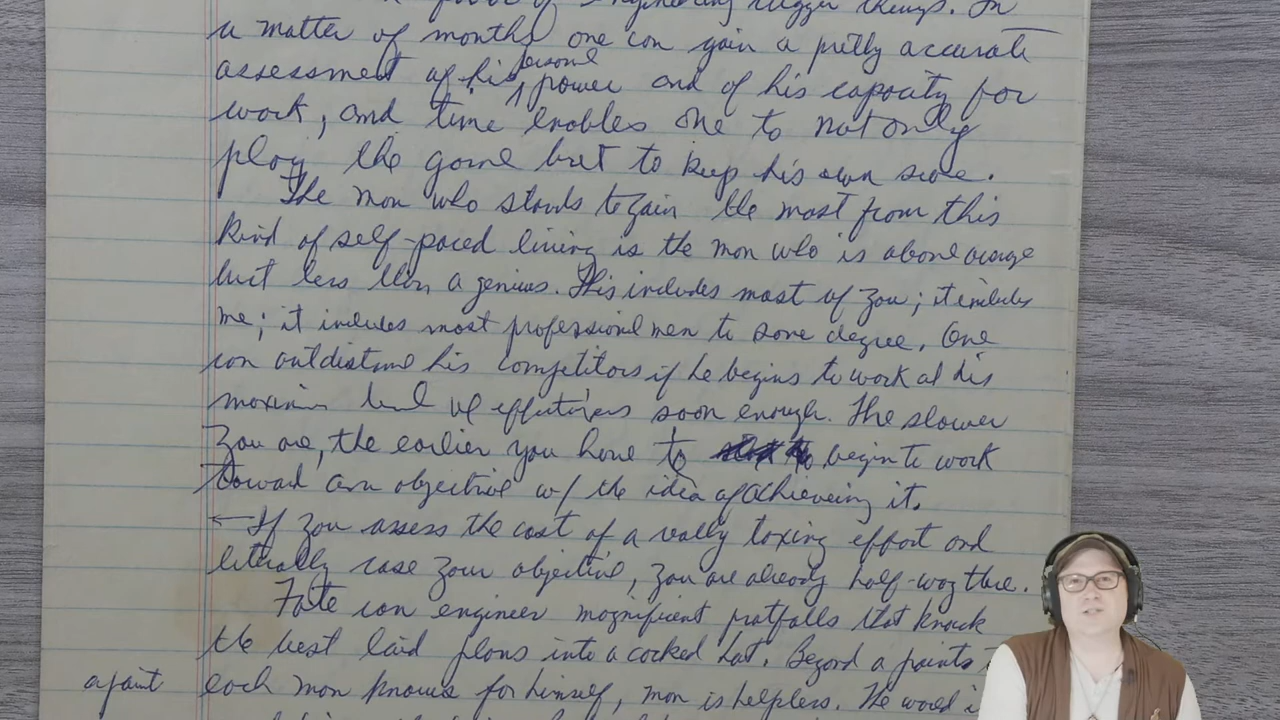 of engineering bigger things. In
a matter of months one can gain a pretty accurate
personal
assessment of his power and of his capacity for
work, and time enables one to not only
play the game but to keep his own score.
The man who stands to gain the most from this
kind of self-paced living is the man who is above average
but less than a genius. This includes most of you; it includes
me; it includes most professional men to some degree. One
can outdistance his competitors if he begins to work at his
maximum level of effectiveness soon enough. The slower
you are, the earlier you have to begin to work
toward an objective w/ the idea of achieveing it.
← If you assess the cost of a really taxing effort and
literally case your objective, you are already half-way there.
Fate can engineer magnificent pratfalls that knock
the best laid plans into a cocked hat. Beyond a points
a point each man knows for himself, man is helpless. The world